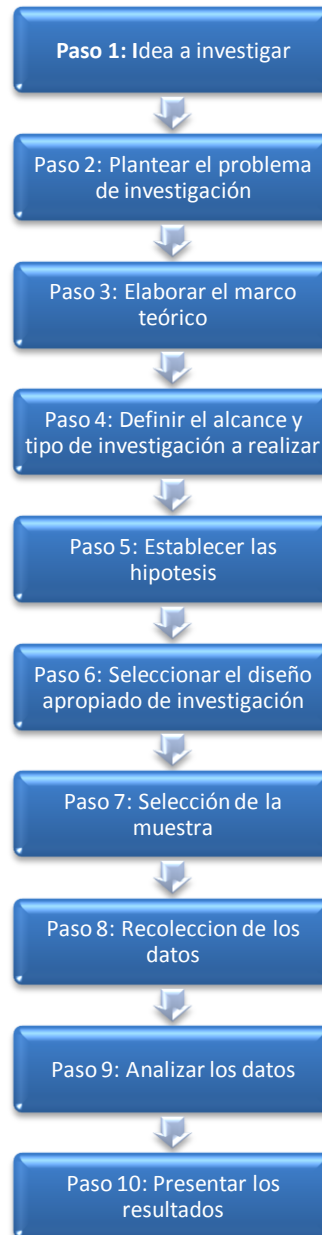 Paso 1: Idea a investigar
Paso 2: Plantear el problema
de investigación
Paso 3: Elaborar el marco
teórico
Paso 4: Definir el alcance y
tipo de investigación a realizar
Paso 5: Establecer las
hipotesis
Paso 6: Seleccionar el diseño
apropiado de investigación
Paso 7: Selección de la
muestra
Paso 8: Recoleccion de los
datos
Paso 9: Analizar los datos
Paso 10: Presentar los
resultados